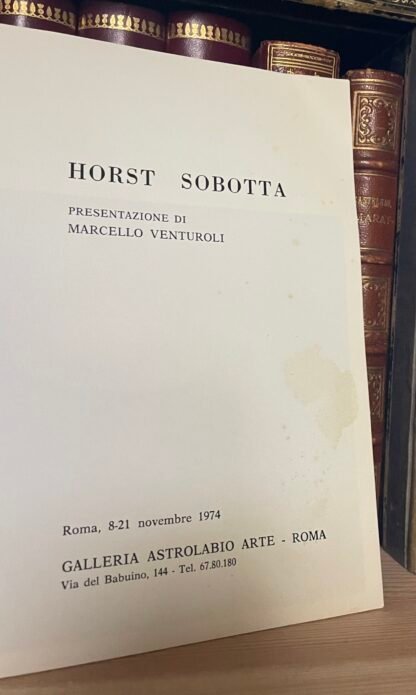 HORST SOBOTTA
PRESENTAZIONE DI
MARCELLO VENTUROLI
Roma, 8-21 novembre 1974
GALLERIA ASTROLABIO ARTE - ROMA
Via del Babuino, 144 - Tel. 67.80.180